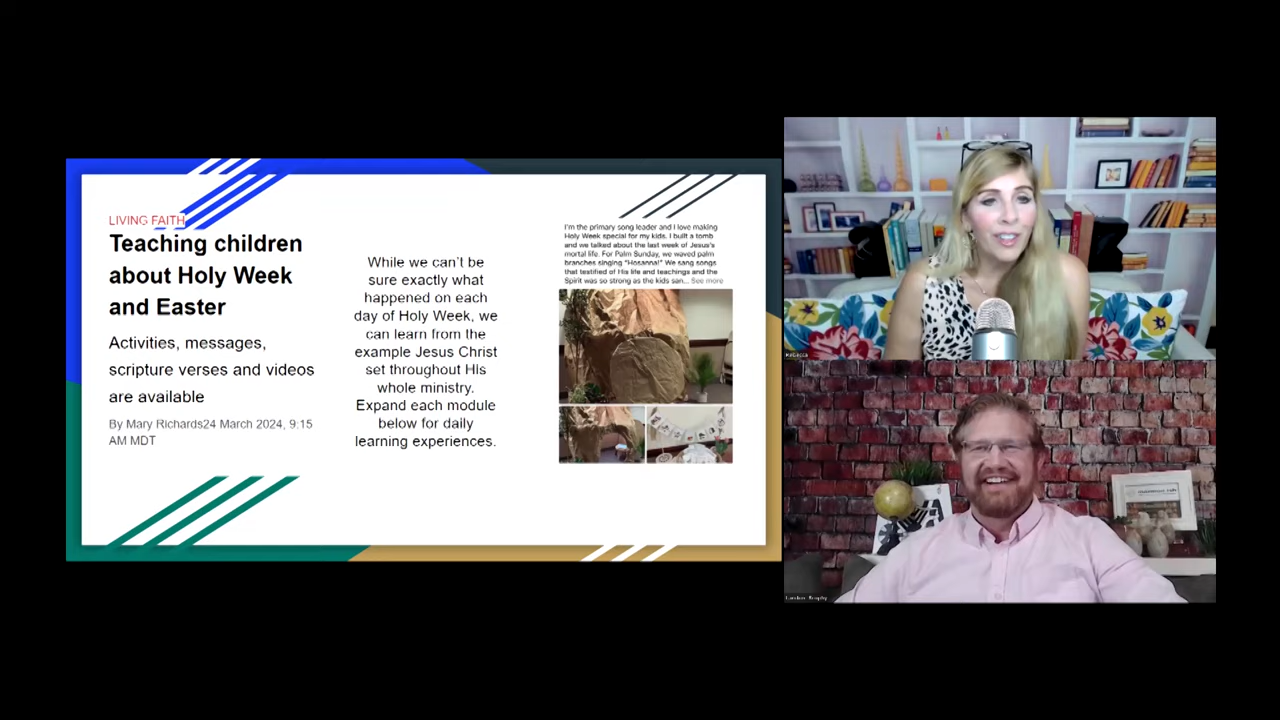 LIVING FAITH
Teaching children
about Holy Week
and Easter
Activities, messages,
scripture verses and videos
are available
By Mary Richards24 March 2024, 9:15
AM MDT
While we can't be
sure exactly what
happened on each
day of Holy Week, we
can learn from the
example Jesus Christ
set throughout His
whole ministry.
Expand each module
below for daily
learning experiences.
I'm the primary song leader and I love making
Holy Week special for my kids. I built a tomb
and we talked about the last week of Jesus's
mortal life. For Palm Sunday, we waved palm
branches singing "Hosanna!" We sang songs
that testified of His life and teachings and the
Spirit was so strong as the kids san... See more
Rebecca
Landon Brophy